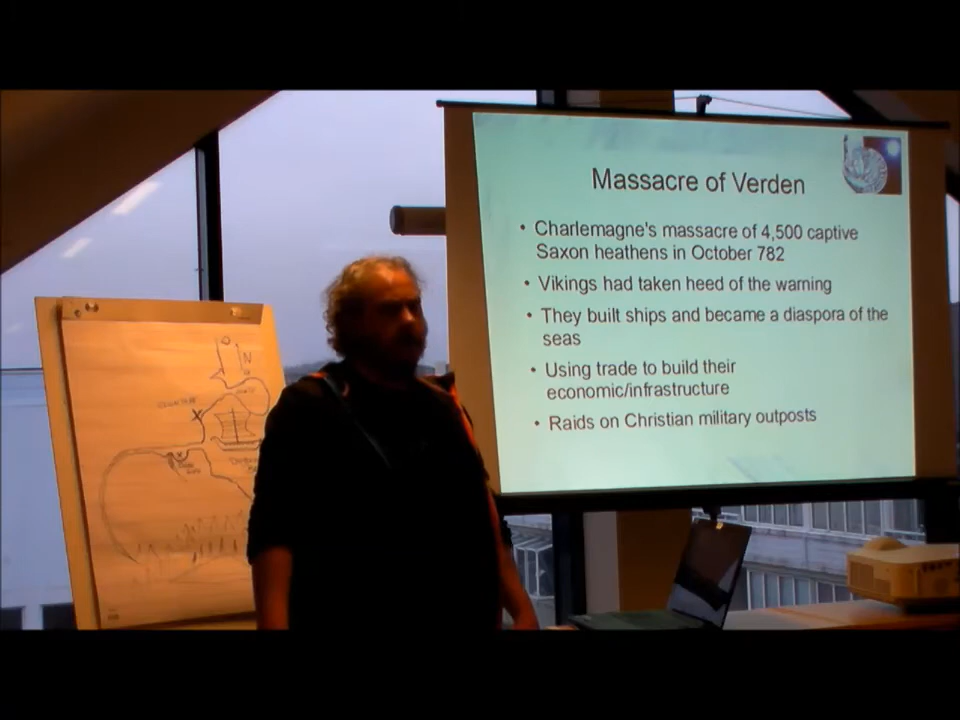 Massacre of Verden
• Charlemagne's massacre of 4,500 captive
Saxon heathens in October 782
• Vikings had taken heed of the warning
• They built ships and became a diaspora of the
seas
• Using trade to build their
economic/infrastructure
• Raids on Christian military outposts
N